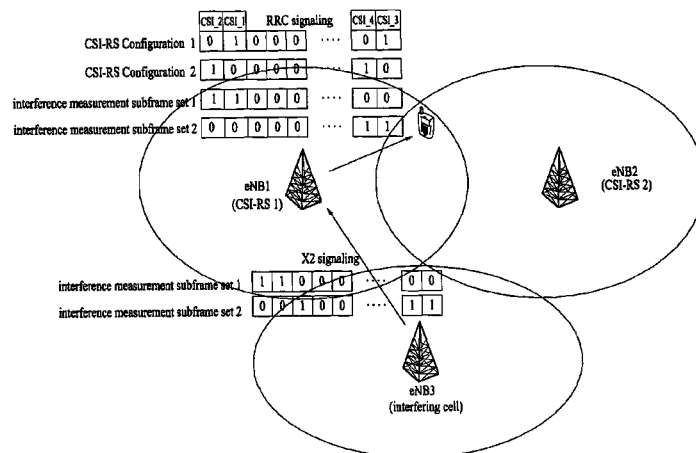 CSI_2 CSI_1 RRC signaling CSI_4 CSI_3
CSI-RS Configuration 1 0 1 0 0 0 ···· 0 1
CSI-RS Configuration 2 1 0 0 0 0 ···· 1 0
interference measurement subframe set 1 1 1 0 0 0 ···· 0 0
interference measurement subframe set 2 0 0 0 0 0 ···· 1 1
eNB1
(CSI-RS 1)
eNB2
(CSI-RS 2)
X2 signaling
interference measurement subframe set 1 1 1 0 0 0 ···· 0 0
interference measurement subframe set 2 0 0 1 0 0 ···· 1 1
eNB3
(interfering cell)